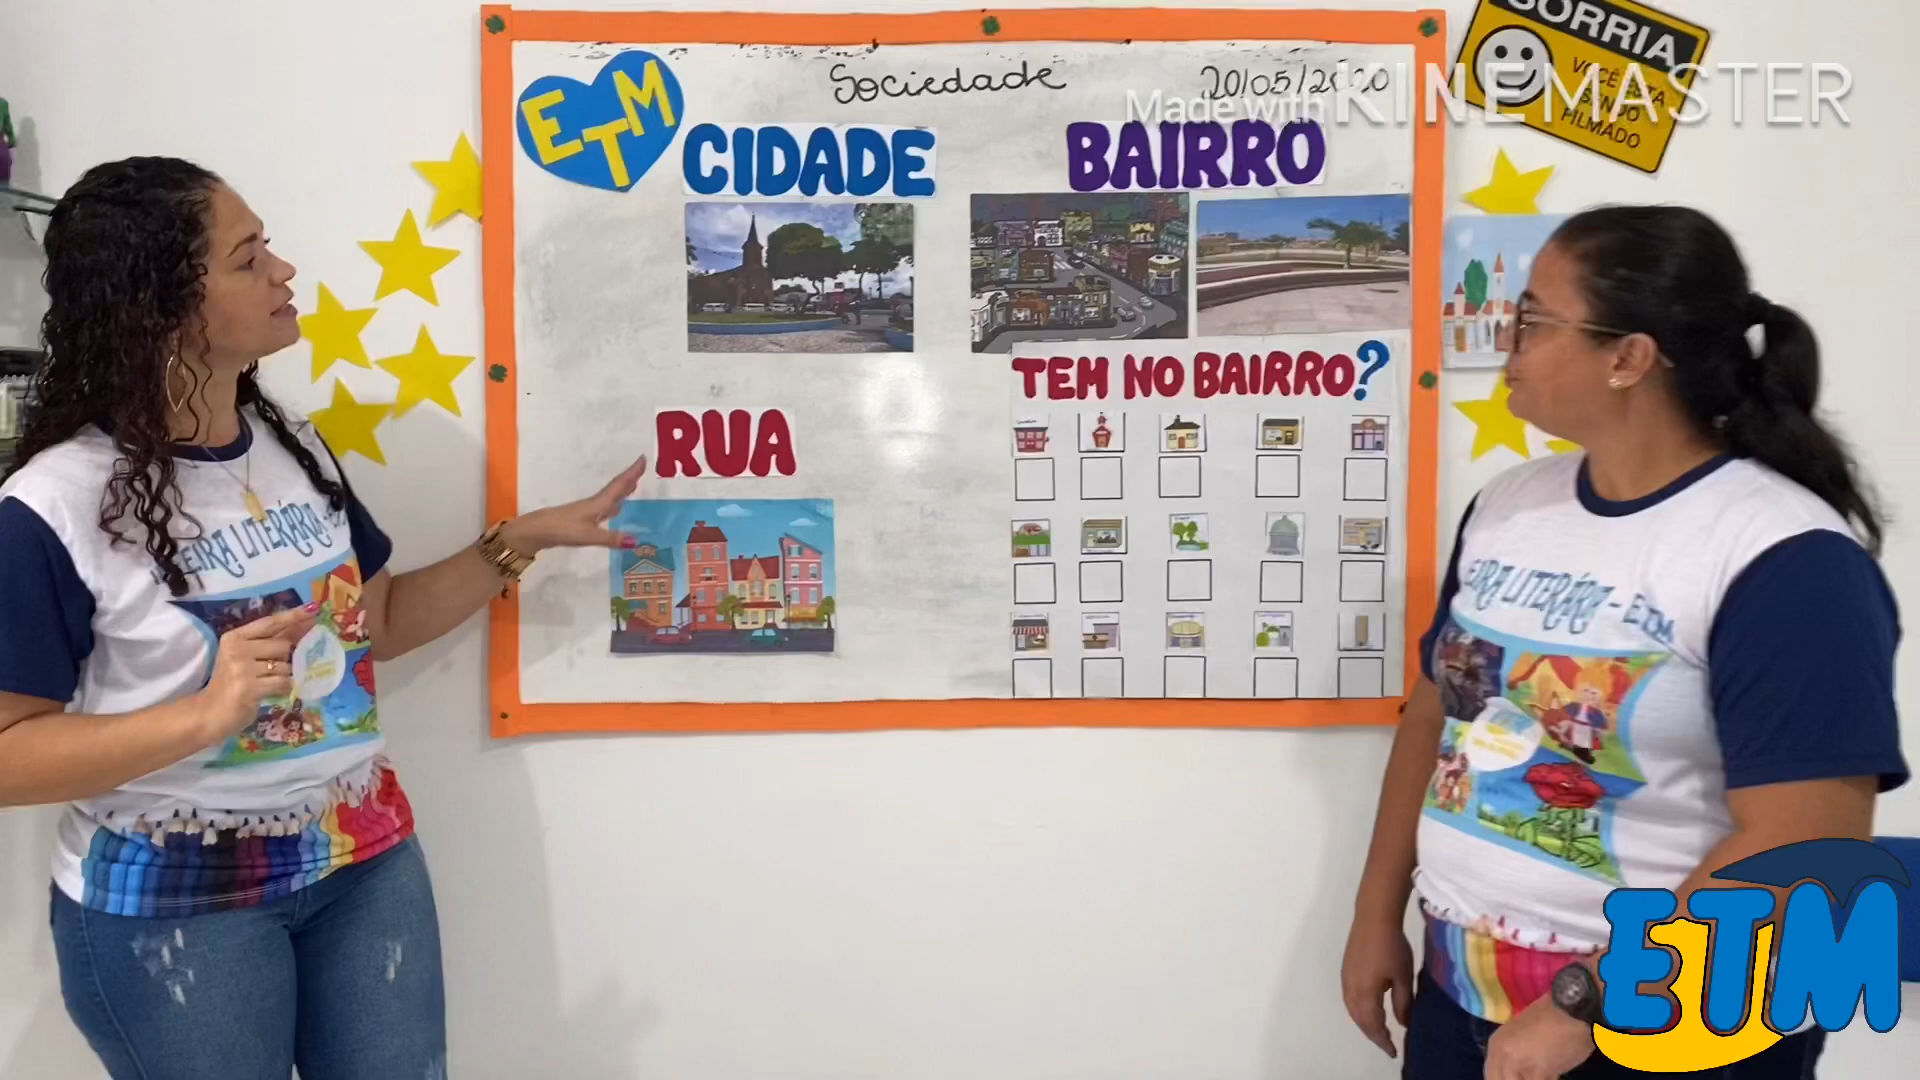 SORRIA
VOCÊ ESTÁ
SENDO
FILMADO
Sociedade 20/05/2020
Made with KINEMASTER
ETM
CIDADE
BAIRRO
TEM NO BAIRRO?
RUA
FEIRA LITERÁRIA
FEIRA LITERÁRIA - ETM
ETM